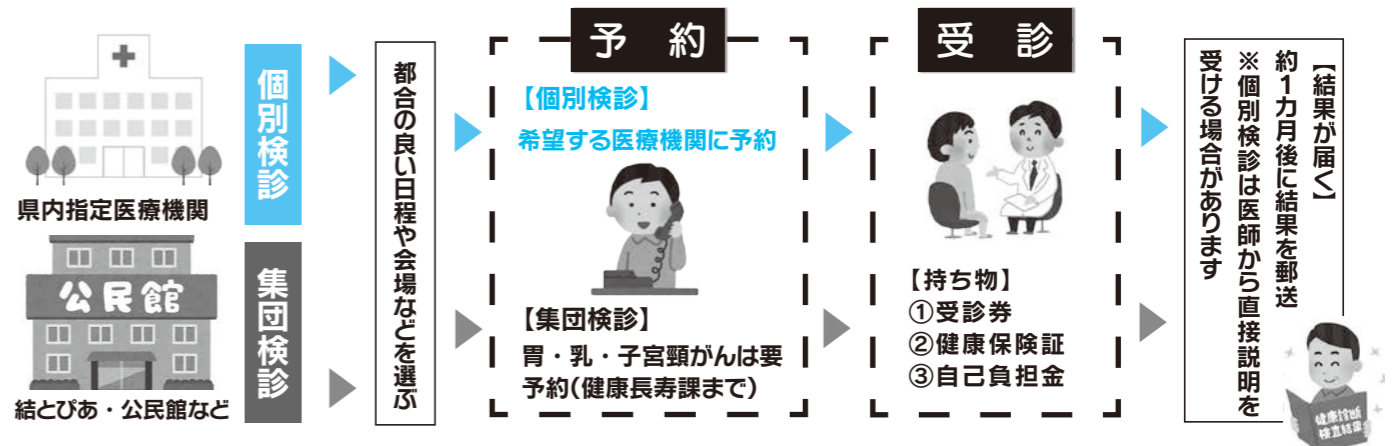 個別検診
県内指定医療機関
公民館
集団検診
結とぴあ・公民館など
都合の良い日程や会場などを選ぶ
予約
【個別検診】
希望する医療機関に予約
【集団検診】
胃・乳・子宮頸がんは要
予約(健康長寿課まで)
受診
【持ち物】
①受診券
②健康保険証
③自己負担金
【結果が届く】
約1カ月後に結果を郵送
※個別検診は医師から直接説明を
受ける場合があります
健康診断
検査結果